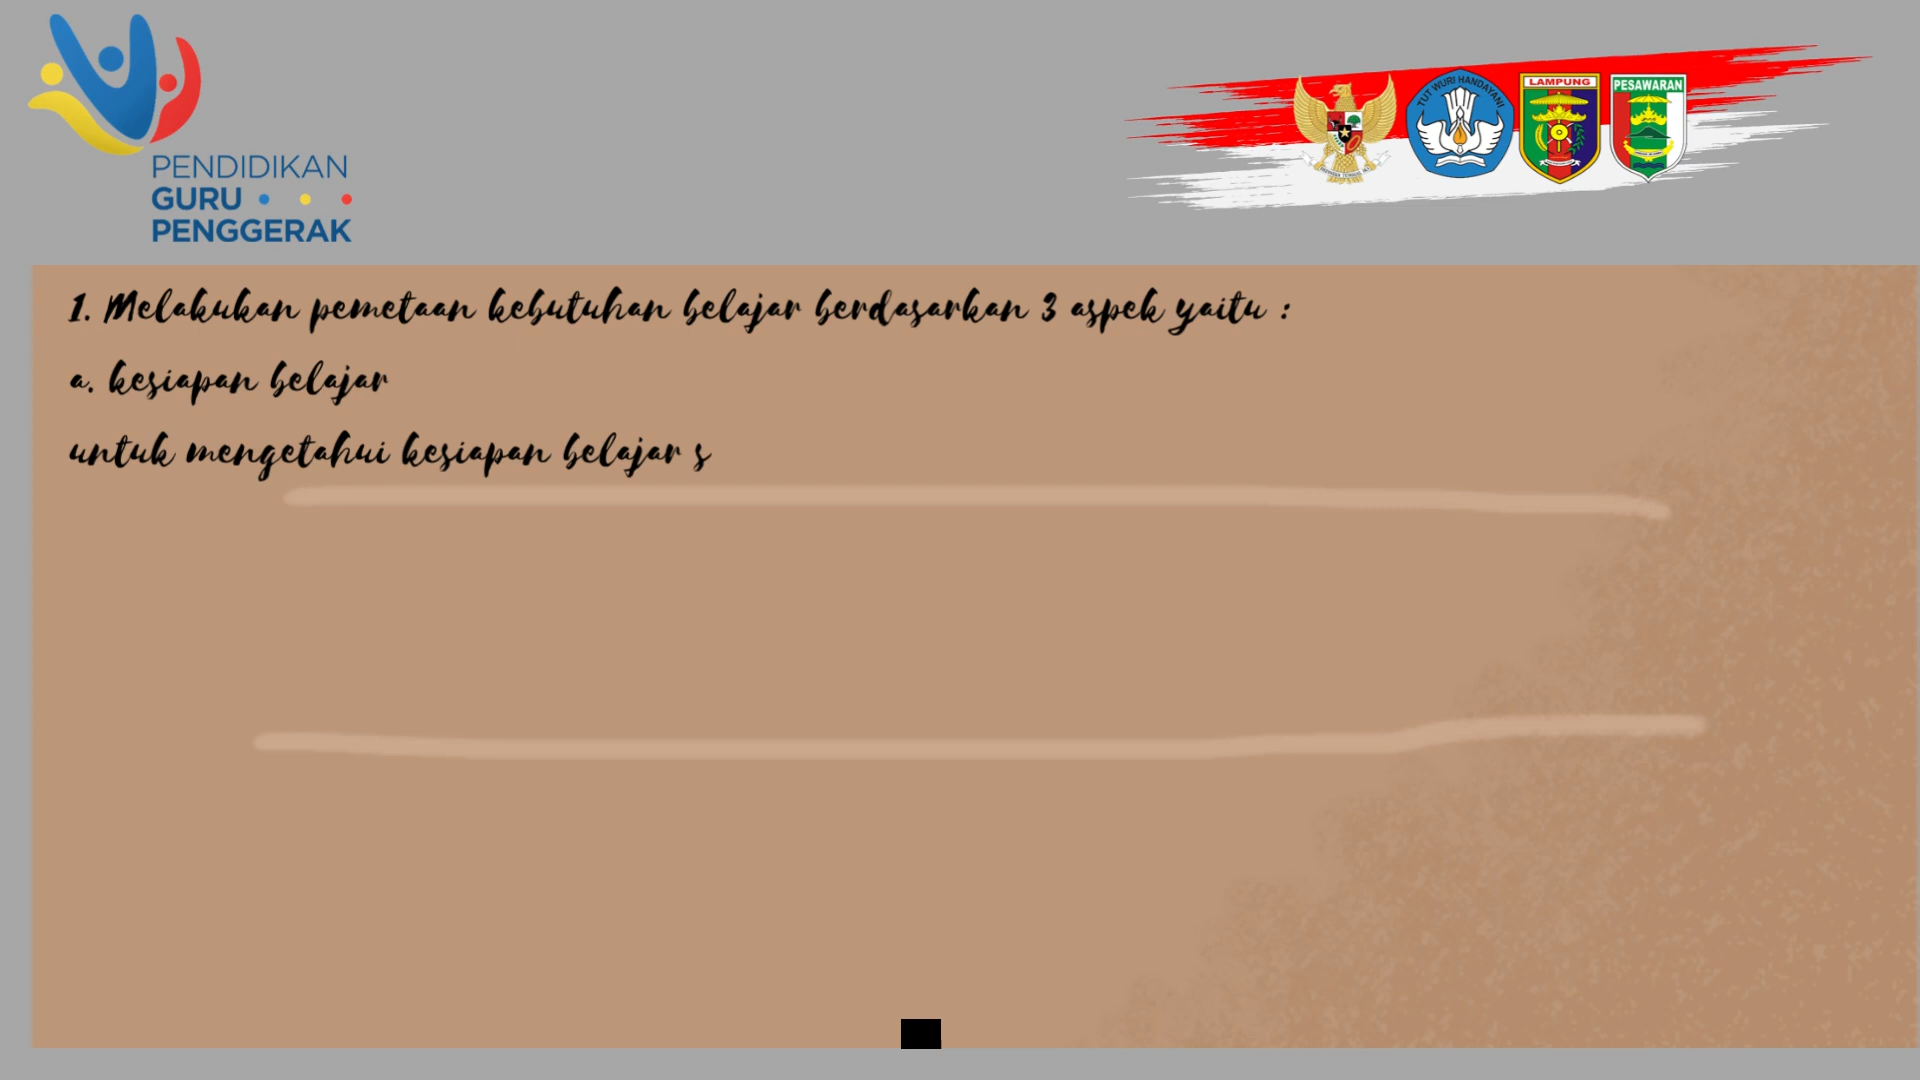 PENDIDIKAN
GURU
PENGGERAK
TUT WURI HANDAYANI
LAMPUNG
PESAWARAN
1. Melakukan pemetaan kebutuhan belajar berdasarkan 3 aspek yaitu :
a. kesiapan belajar
untuk mengetahui kesiapan belajar s